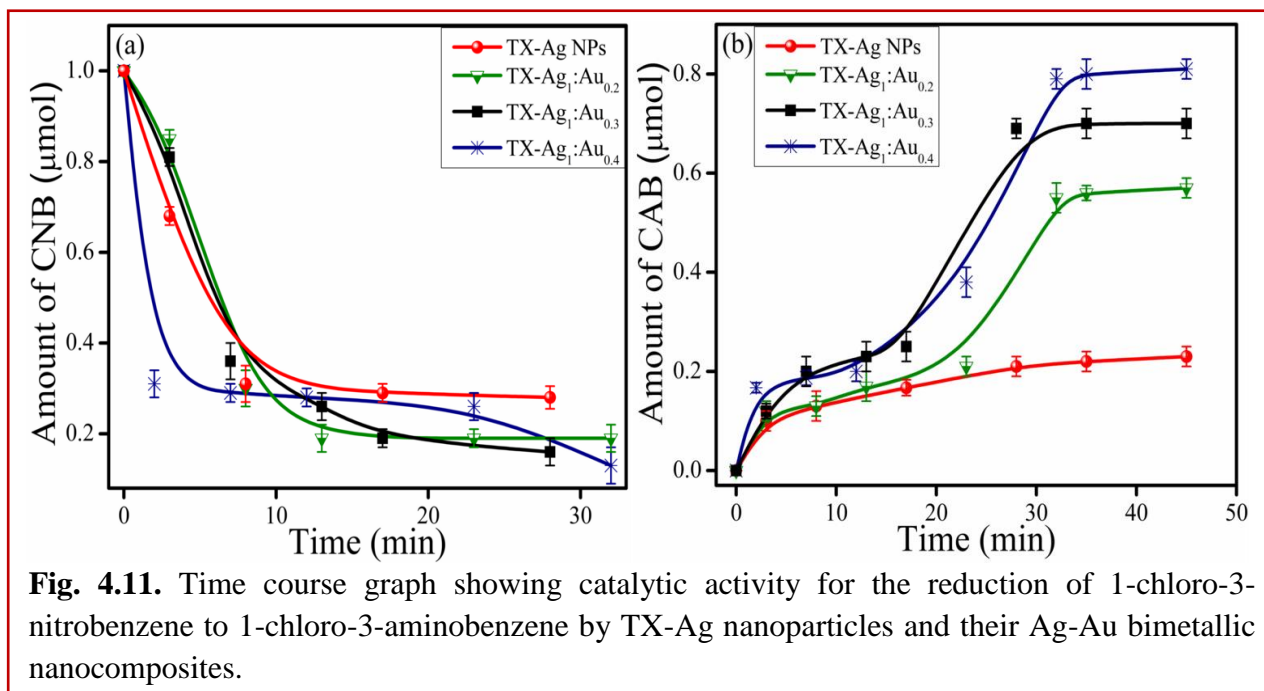 (a)
TX-Ag NPs
TX-Ag₁:Au₀.₂
TX-Ag₁:Au₀.₃
TX-Ag₁:Au₀.₄
Amount of CNB (μmol)
1.0
0.8
0.6
0.4
0.2
0
10
20
30
Time (min)
(b)
TX-Ag NPs
TX-Ag₁:Au₀.₂
TX-Ag₁:Au₀.₃
TX-Ag₁:Au₀.₄
Amount of CAB (μmol)
0.8
0.6
0.4
0.2
0.0
0
10
20
30
40
50
Time (min)
Fig. 4.11. Time course graph showing catalytic activity for the reduction of 1-chloro-3-
nitrobenzene to 1-chloro-3-aminobenzene by TX-Ag nanoparticles and their Ag-Au bimetallic
nanocomposites.